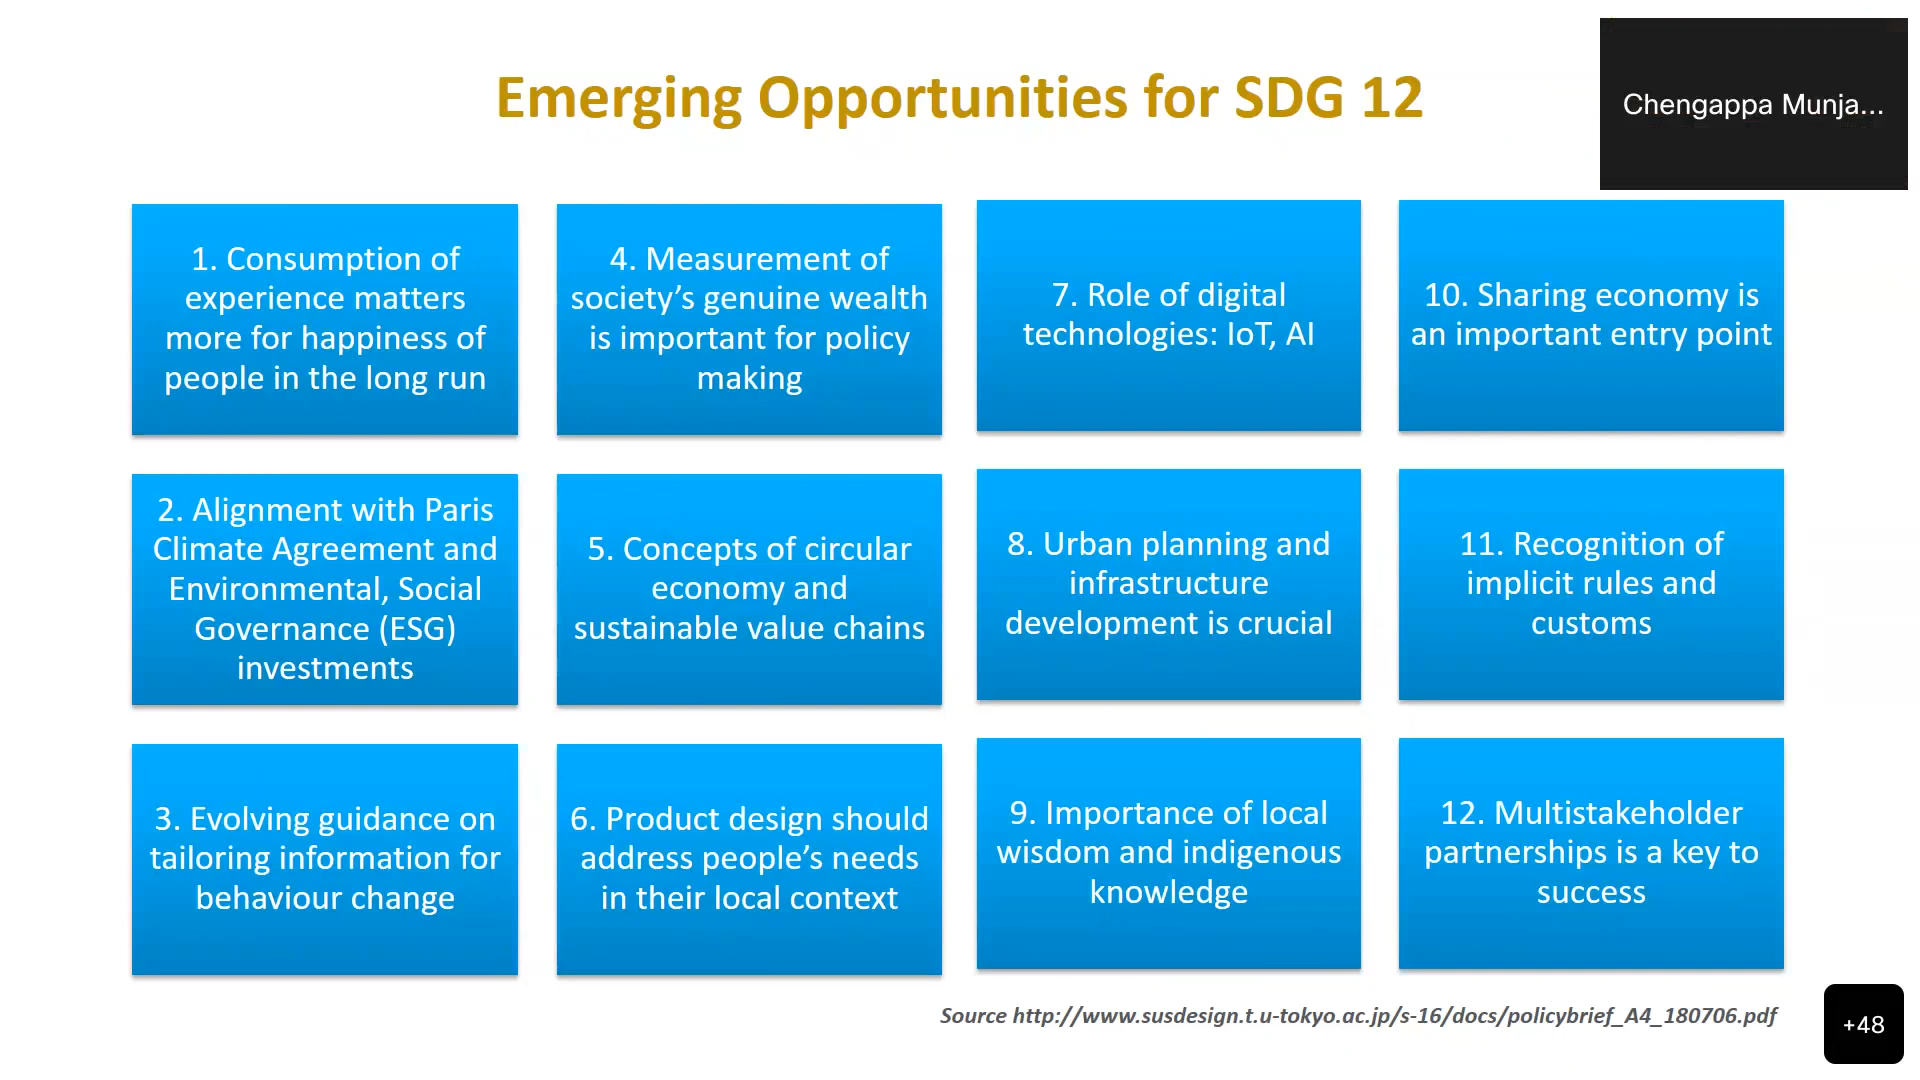 Emerging Opportunities for SDG 12
Chengappa Munja...
1. Consumption of
experience matters
more for happiness of
people in the long run
2. Alignment with Paris
Climate Agreement and
Environmental, Social
Governance (ESG)
investments
3. Evolving guidance on
tailoring information for
behaviour change
4. Measurement of
society’s genuine wealth
is important for policy
making
5. Concepts of circular
economy and
sustainable value chains
6. Product design should
address people’s needs
in their local context
7. Role of digital
technologies: IoT, AI
8. Urban planning and
infrastructure
development is crucial
9. Importance of local
wisdom and indigenous
knowledge
10. Sharing economy is
an important entry point
11. Recognition of
implicit rules and
customs
12. Multistakeholder
partnerships is a key to
success
Source http://www.susdesign.t.u-tokyo.ac.jp/s-16/docs/policybrief_A4_180706.pdf
+48